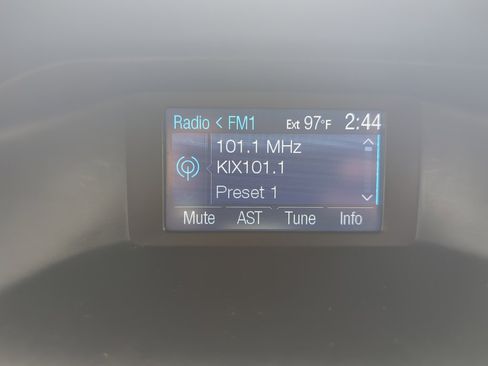 Radio < FM1 Ext 97°F 2:44
101.1 MHz
KIX101.1
Preset 1
Mute AST Tune Info